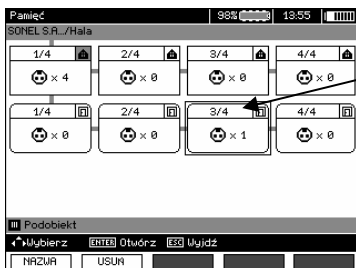 Pamięć 98% 13:55
SONEL S.A../Hala
1/4 2/4 3/4 4/4
× 4 × 0 × 0 × 0
1/4 2/4 3/4 4/4
× 0 × 0 × 1 × 0
Podobiekt
Wybierz ENTER Otwórz ESC Wyjdź
NAZWA USUŃ